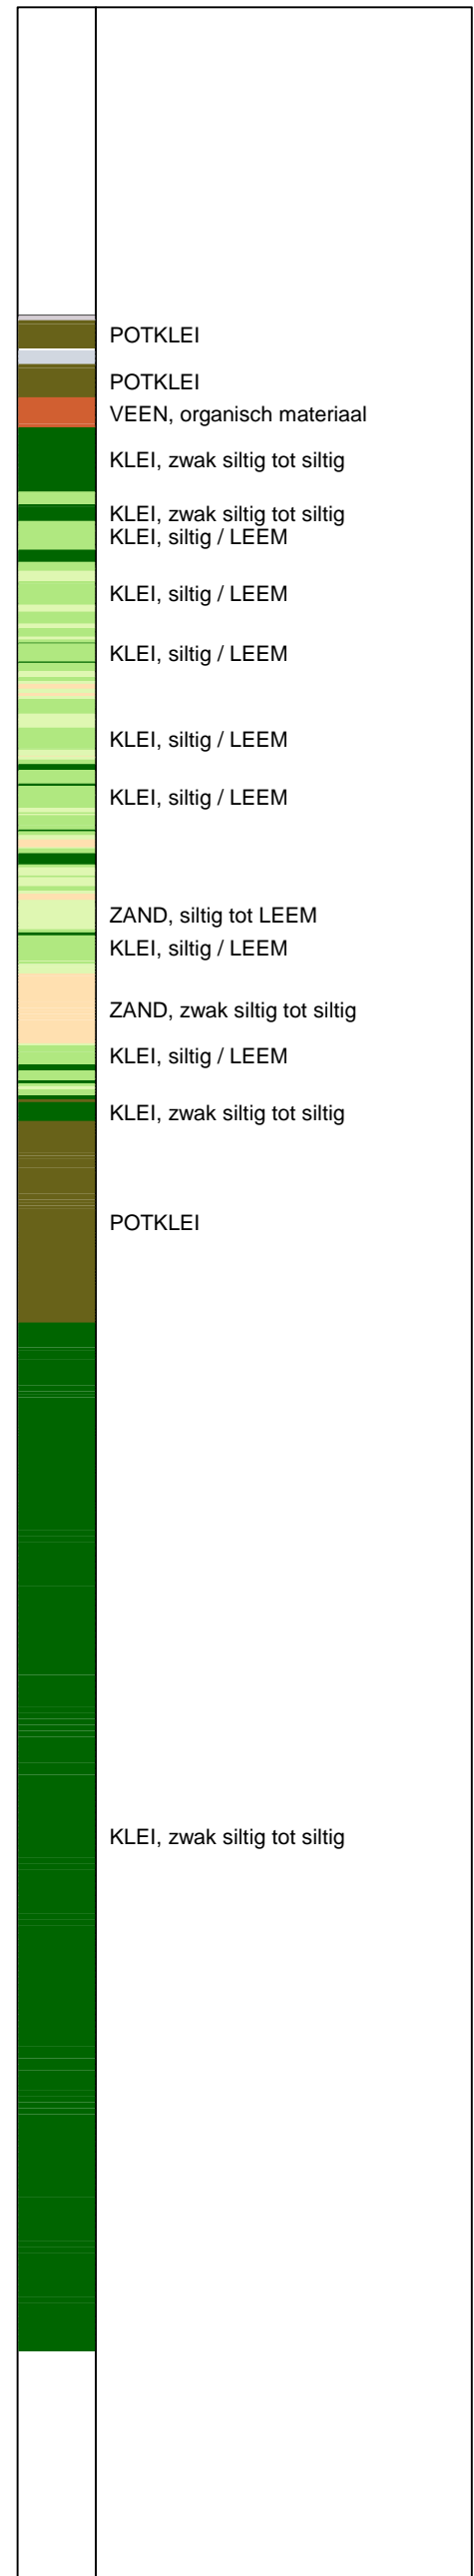 POTKLEI
POTKLEI
VEEN, organisch materiaal
KLEI, zwak siltig tot siltig
KLEI, zwak siltig tot siltig
KLEI, siltig / LEEM
KLEI, siltig / LEEM
KLEI, siltig / LEEM
KLEI, siltig / LEEM
KLEI, siltig / LEEM
ZAND, siltig tot LEEM
KLEI, siltig / LEEM
ZAND, zwak siltig tot siltig
KLEI, siltig / LEEM
KLEI, zwak siltig tot siltig
POTKLEI
KLEI, zwak siltig tot siltig